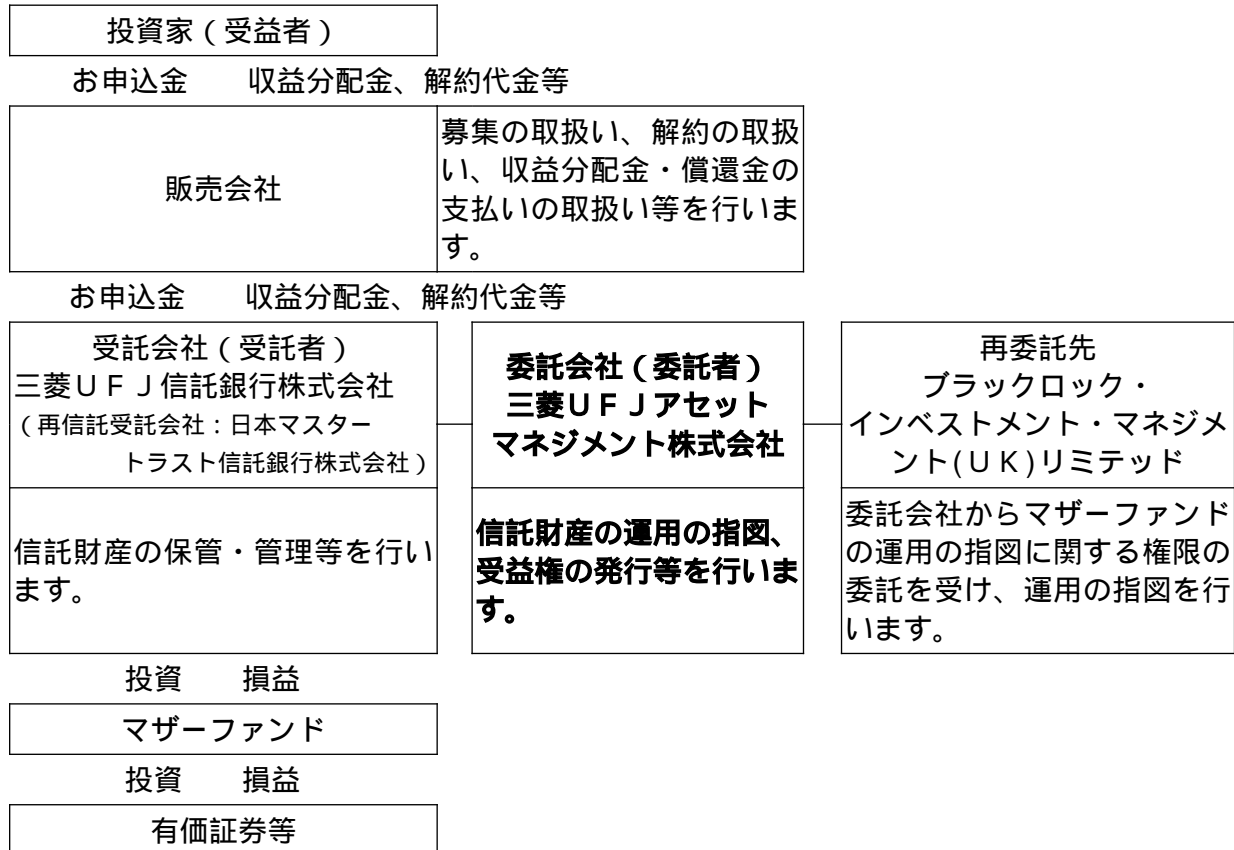 投資家（受益者）
お申込金　　収益分配金、解約代金等
販売会社
募集の取扱い、解約の取扱
い、収益分配金・償還金の
支払いの取扱い等を行いま
す。
お申込金　　収益分配金、解約代金等
受託会社（受託者）
三菱ＵＦＪ信託銀行株式会社
（再信託受託会社：日本マスター
トラスト信託銀行株式会社）
委託会社（委託者）
三菱ＵＦＪアセット
マネジメント株式会社
再委託先
ブラックロック・
インベストメント・マネジメ
ント(ＵＫ)リミテッド
信託財産の保管・管理等を行い
ます。
信託財産の運用の指図、
受益権の発行等を行いま
す。
委託会社からマザーファンド
の運用の指図に関する権限の
委託を受け、運用の指図を行
います。
投資　　損益
マザーファンド
投資　　損益
有価証券等